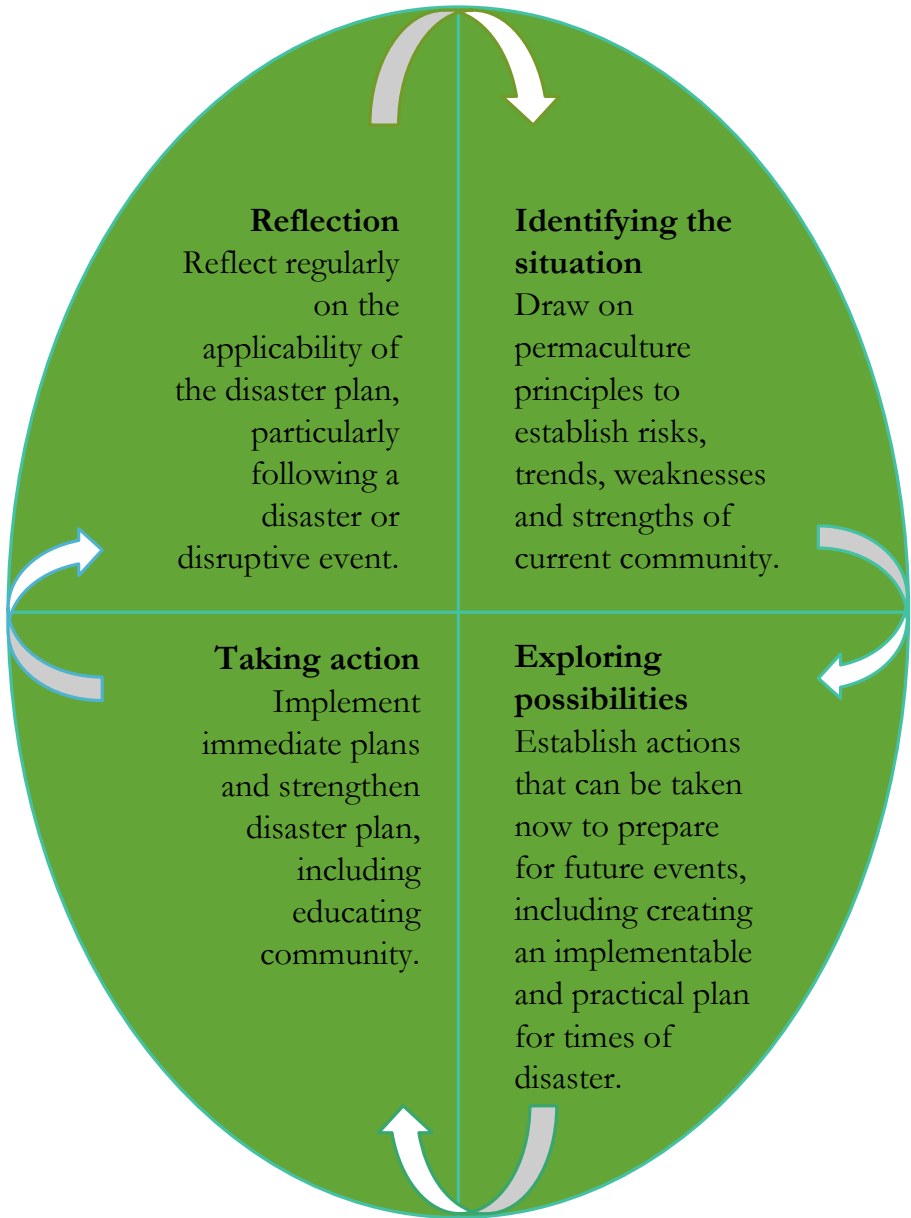 Reflection
Reflect regularly
on the
applicability of
the disaster plan,
particularly
following a
disaster or
disruptive event.
Identifying the
situation
Draw on
permaculture
principles to
establish risks,
trends, weaknesses
and strengths of
current community.
Taking action
Implement
immediate plans
and strengthen
disaster plan,
including
educating
community.
Exploring
possibilities
Establish actions
that can be taken
now to prepare
for future events,
including creating
an implementable
and practical plan
for times of
disaster.